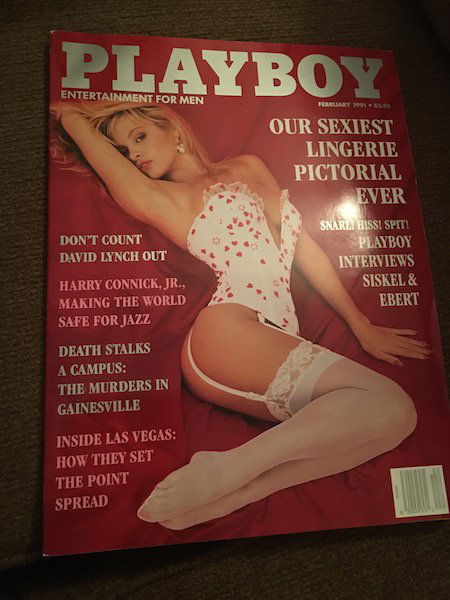 PLAYBOY
ENTERTAINMENT FOR MEN
FEBRUARY 1991 • $3.95
OUR SEXIEST
LINGERIE
PICTORIAL
EVER
SNARL! HISS! SPIT!
PLAYBOY
INTERVIEWS
SISKEL &
EBERT
DON'T COUNT
DAVID LYNCH OUT
HARRY CONNICK, JR.,
MAKING THE WORLD
SAFE FOR JAZZ
DEATH STALKS
A CAMPUS:
THE MURDERS IN
GAINESVILLE
INSIDE LAS VEGAS:
HOW THEY SET
THE POINT
SPREAD